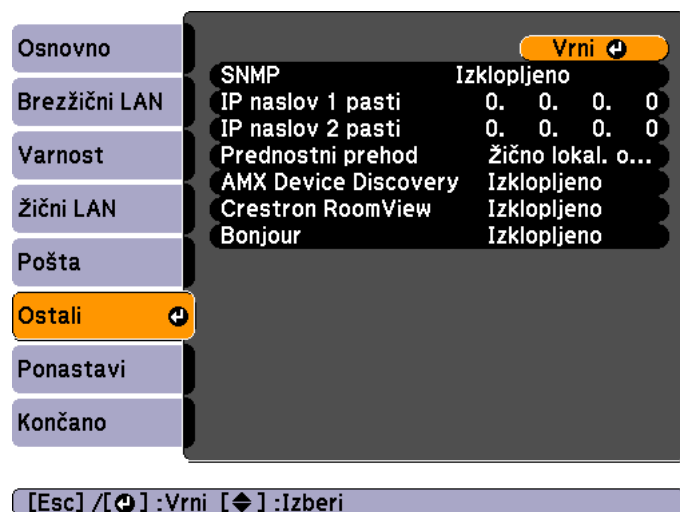 Osnovno
Brezžični LAN
Varnost
Žični LAN
Pošta
Ostali
Ponastavi
Končano
Vrni
SNMP Izklopljeno
IP naslov 1 pasti 0. 0. 0. 0
IP naslov 2 pasti 0. 0. 0. 0
Prednostni prehod Žično lokal. o...
AMX Device Discovery Izklopljeno
Crestron RoomView Izklopljeno
Bonjour Izklopljeno
[Esc] /[ ] :Vrni [ ] :Izberi